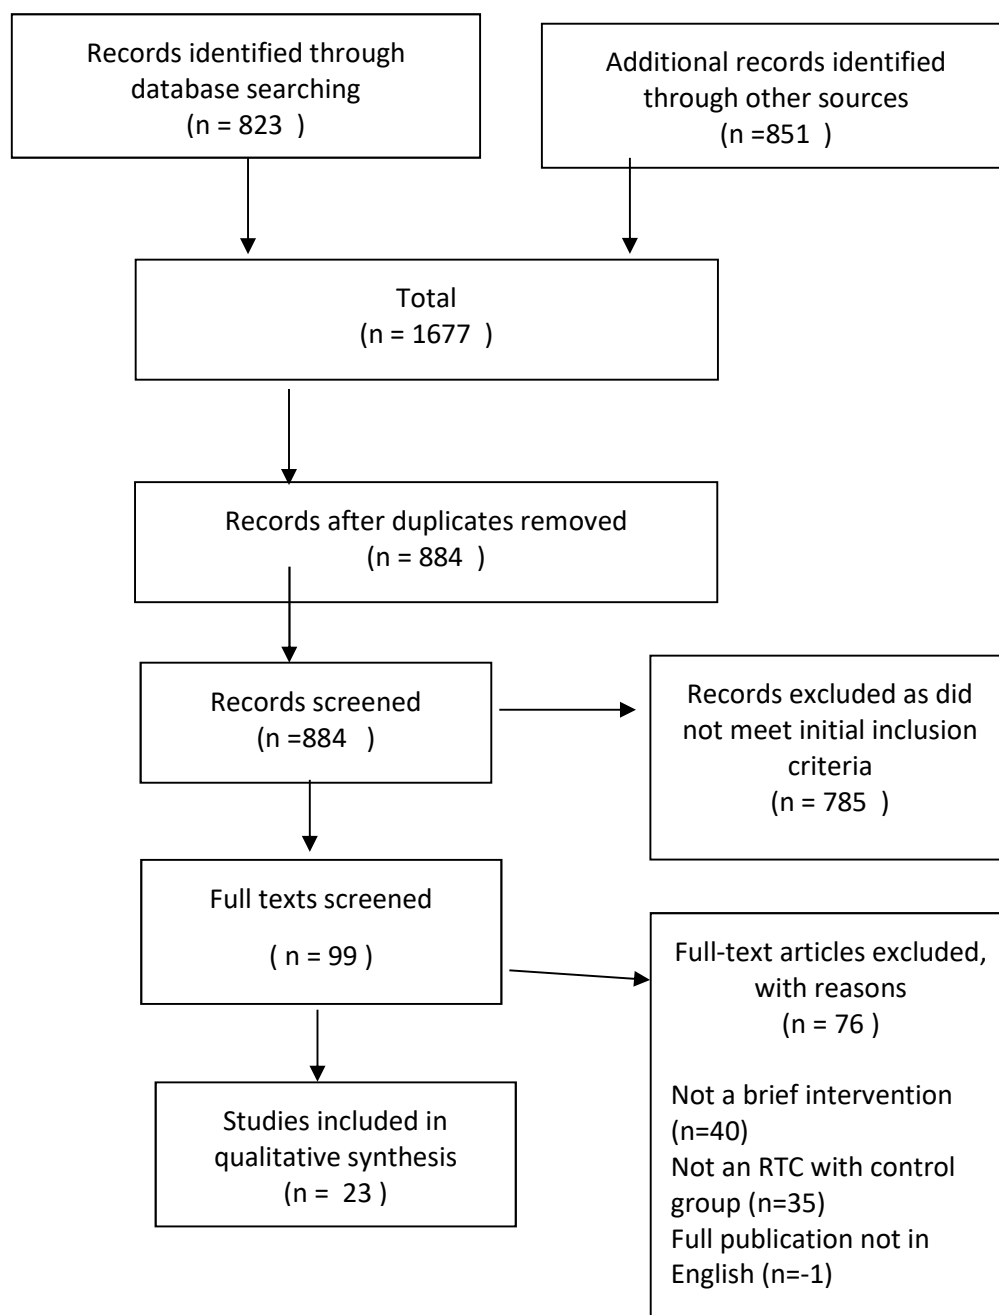 Records identified through
database searching
(n = 823  )
Additional records identified
through other sources
(n =851  )
Total
(n = 1677  )
Records after duplicates removed
(n = 884  )
Records screened
(n =884   )
Records excluded as did
not meet initial inclusion
criteria
(n = 785  )
Full texts screened
( n = 99 )
Full-text articles excluded,
with reasons
(n = 76 )
Not a brief intervention
(n=40)
Not an RTC with control
group (n=35)
Full publication not in
English (n=-1)
Studies included in
qualitative synthesis
(n =  23 )